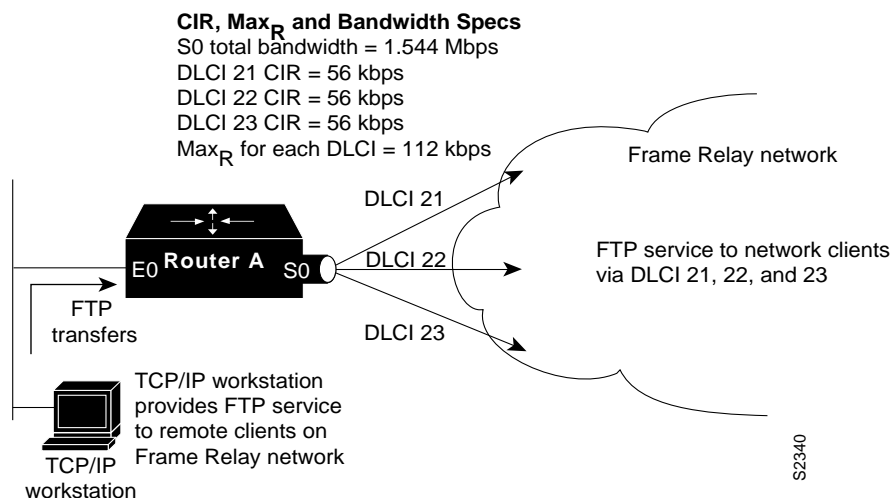 CIR, MaxR and Bandwidth Specs
S0 total bandwidth = 1.544 Mbps
DLCI 21 CIR = 56 kbps
DLCI 22 CIR = 56 kbps
DLCI 23 CIR = 56 kbps
MaxR for each DLCI = 112 kbps
Frame Relay network
DLCI 21
E0 Router A S0
DLCI 22
FTP service to network clients
via DLCI 21, 22, and 23
FTP
transfers
DLCI 23
TCP/IP workstation
provides FTP service
to remote clients on
Frame Relay network
TCP/IP
workstation
S2340